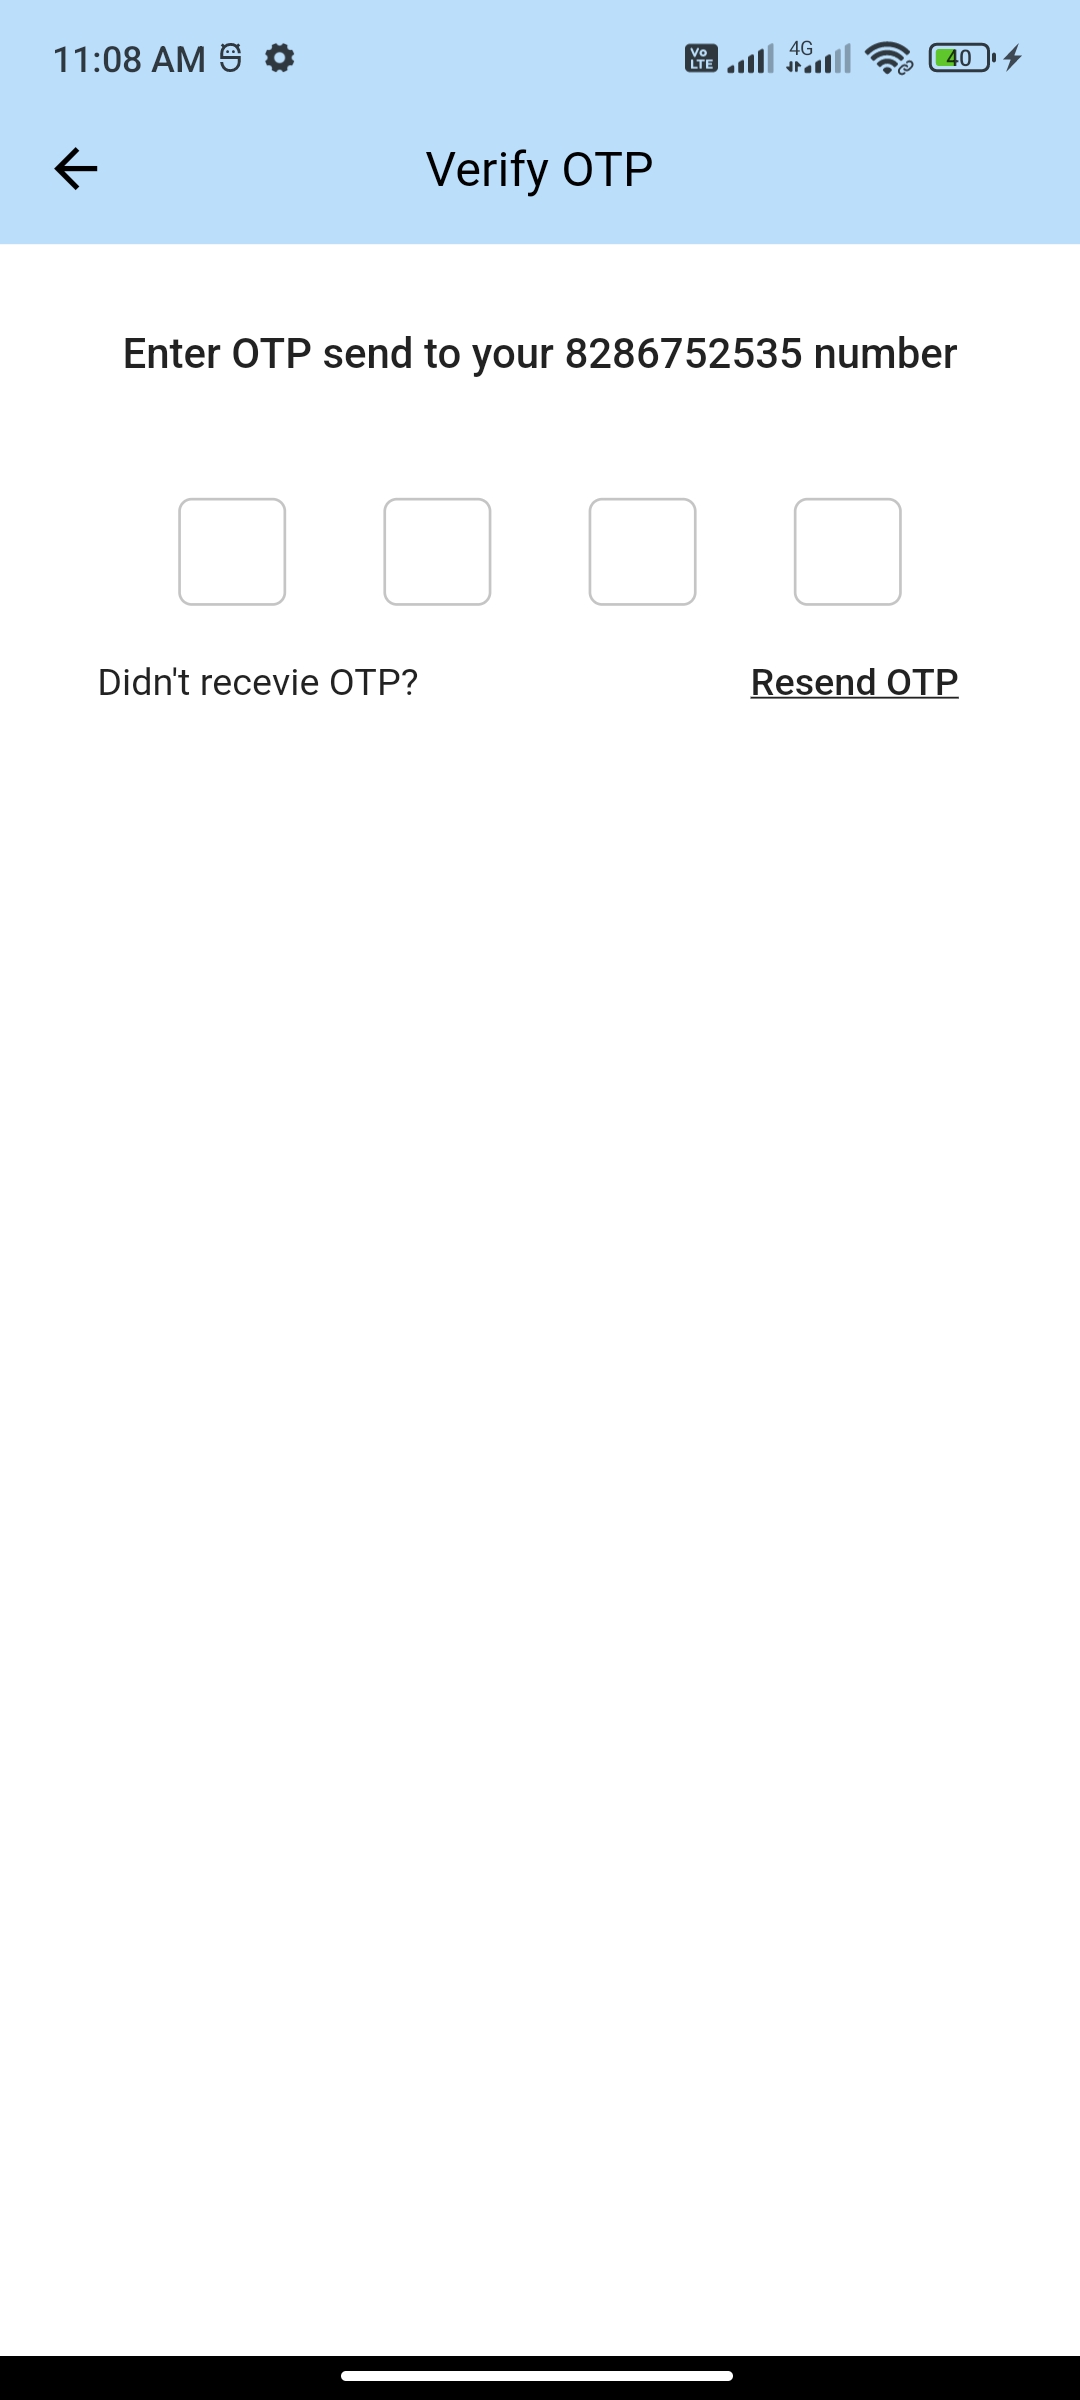 11:08 AM
Vo LTE
4G
40
Verify OTP
Enter OTP send to your 8286752535 number
Didn't recevie OTP?
Resend OTP